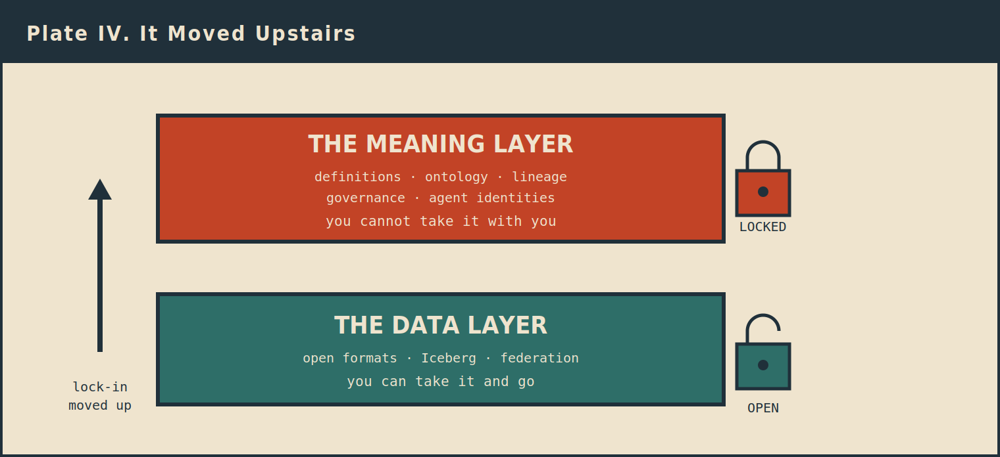 Plate IV. It Moved Upstairs
THE MEANING LAYER
definitions · ontology · lineage
governance · agent identities
you cannot take it with you
LOCKED
THE DATA LAYER
open formats · Iceberg · federation
you can take it and go
OPEN
lock-in
moved up